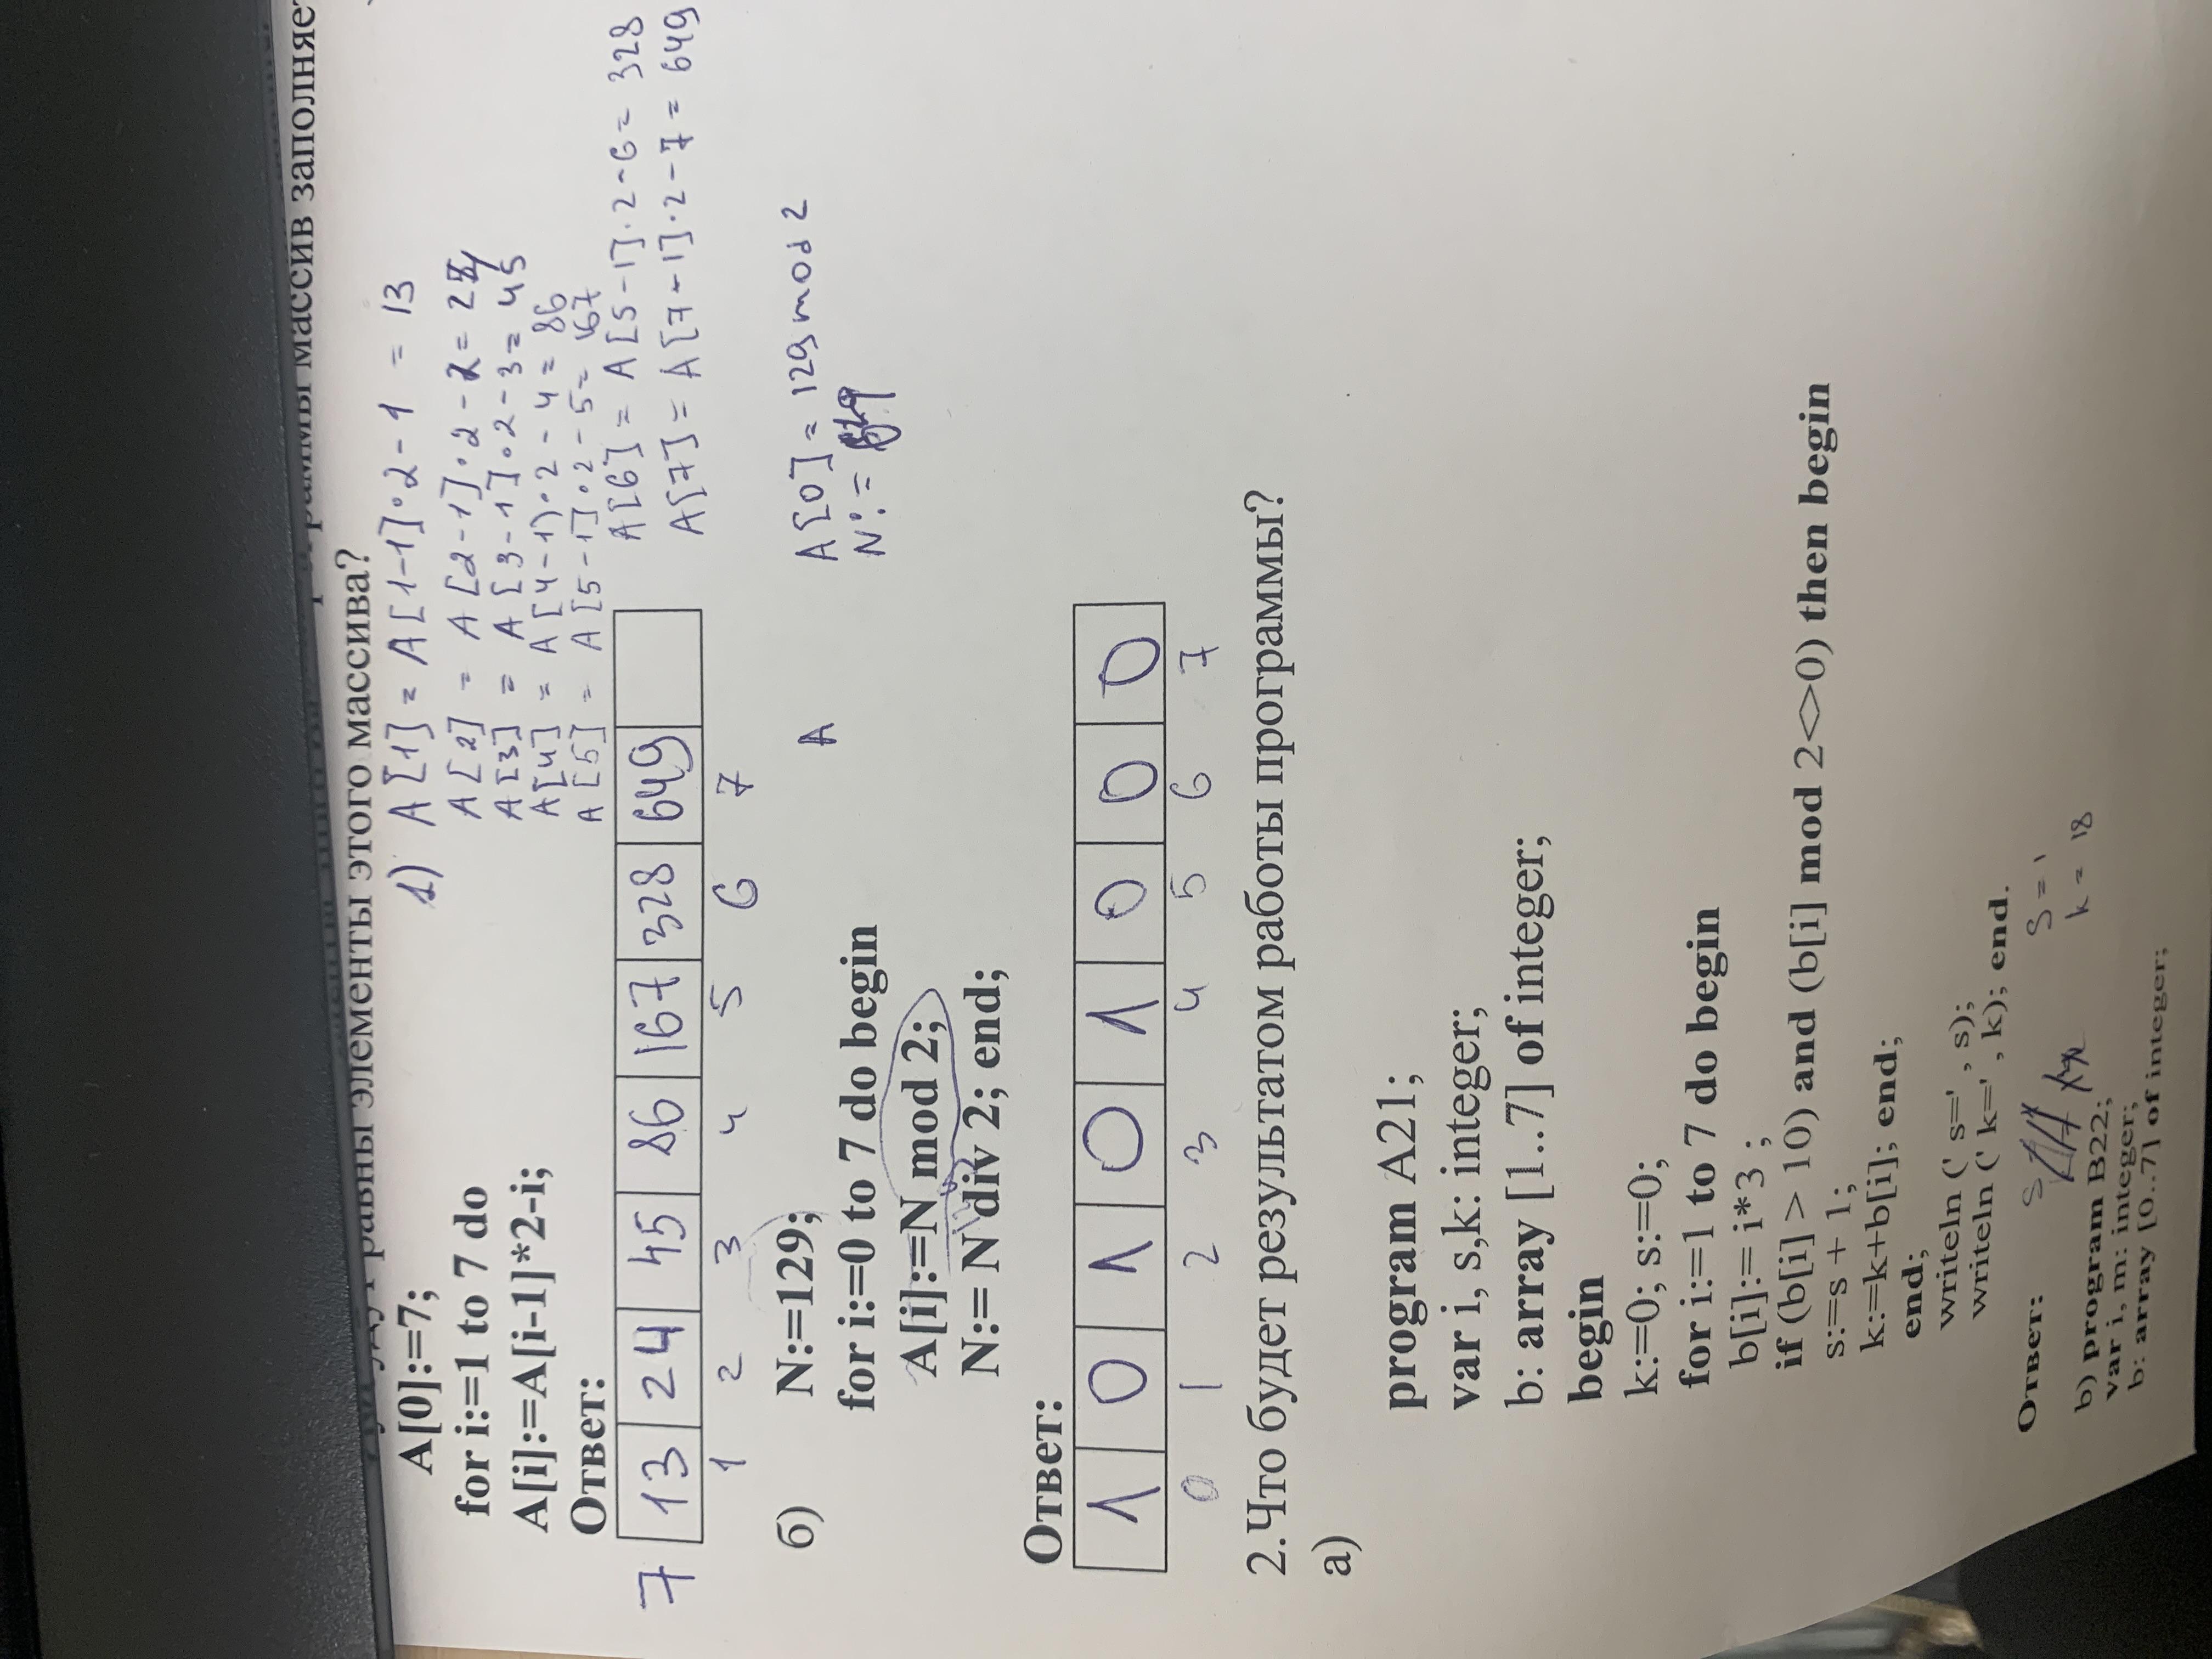 равны элементы этого массива?
массив заполняе
A[0]:=7;
for i:=1 to 7 do
A[i]:=A[i-1]*2-i;
1) A[1] = A[1-1]·2-1 = 13
A[2] = A[2-1]·2-2 = 24
A[3] = A[3-1]·2-3 = 45
A[4] = A[4-1)·2-4 = 86
A[5] = A[5-1]·2-5 = 167
A[6] = A[5-1]·2-6 = 328
A[7] = A[7-1]·2-7 = 649
Ответ:
7 13 24 45 86 167 328 649
1 2 3 4 5 6 7
б) N:=129;
for i:=0 to 7 do begin
A[i]:=N mod 2;
N:= N div 2; end;
A
A[0] = 129 mod 2
N:=
Ответ:
1 0 1 0 1 0 0 0
0 1 2 3 4 5 6 7
2.Что будет результатом работы программы?
а)
program A21;
var i, s,k: integer;
b: array [1..7] of integer;
begin
k:=0; s:=0;
for i:=1 to 7 do begin
b[i]:= i*3 ;
if (b[i] > 10) and (b[i] mod 2<>0) then begin
s:=s + 1;
k:=k+b[i]; end;
end;
writeln (' s=' , s);
writeln (' k=' , k); end.
Ответ:
S = 1
k = 18
b) program B22;
var i, m: integer;
b: array [0..7] of integer;